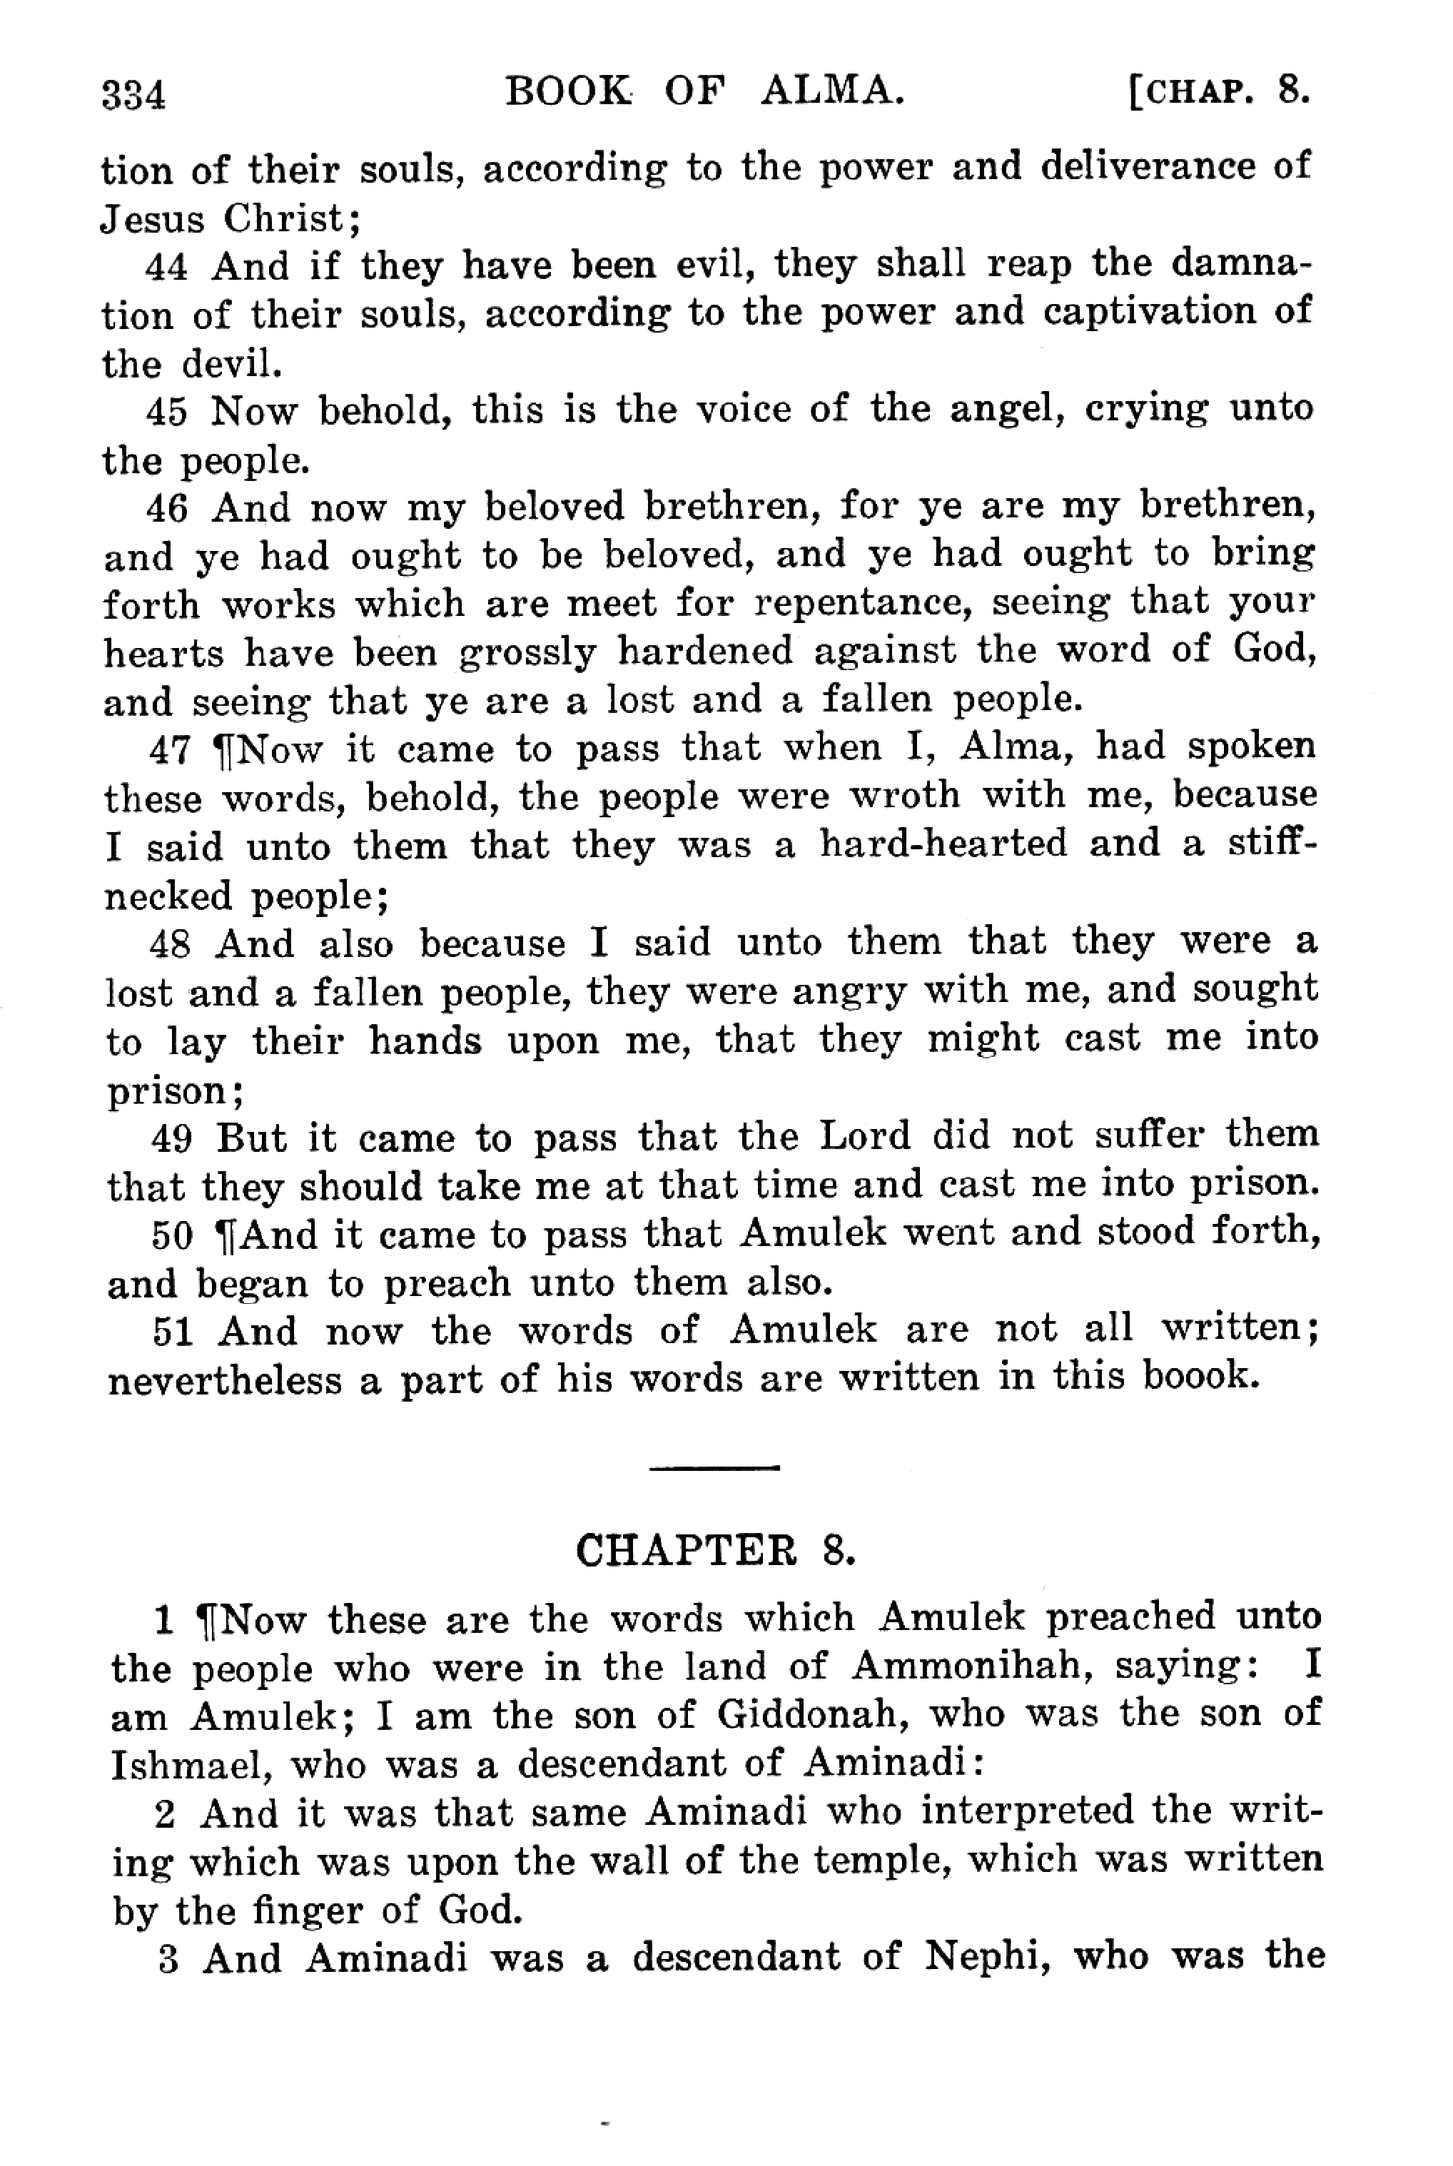 334 BOOK OF ALMA. [CHAP. 8.
tion of their souls, according to the power and deliverance of
Jesus Christ;
44 And if they have been evil, they shall reap the damna-
tion of their souls, according to the power and captivation of
the devil.
45 Now behold, this is the voice of the angel, crying unto
the people.
46 And now my beloved brethren, for ye are my brethren,
and ye had ought to be beloved, and ye had ought to bring
forth works which are meet for repentance, seeing that your
hearts have been grossly hardened against the word of God,
and seeing that ye are a lost and a fallen people.
47 ¶Now it came to pass that when I, Alma, had spoken
these words, behold, the people were wroth with me, because
I said unto them that they was a hard-hearted and a stiff-
necked people;
48 And also because I said unto them that they were a
lost and a fallen people, they were angry with me, and sought
to lay their hands upon me, that they might cast me into
prison;
49 But it came to pass that the Lord did not suffer them
that they should take me at that time and cast me into prison.
50 ¶And it came to pass that Amulek went and stood forth,
and began to preach unto them also.
51 And now the words of Amulek are not all written;
nevertheless a part of his words are written in this boook.
CHAPTER 8.
1 ¶Now these are the words which Amulek preached unto
the people who were in the land of Ammonihah, saying: I
am Amulek; I am the son of Giddonah, who was the son of
Ishmael, who was a descendant of Aminadi:
2 And it was that same Aminadi who interpreted the writ-
ing which was upon the wall of the temple, which was written
by the finger of God.
3 And Aminadi was a descendant of Nephi, who was the